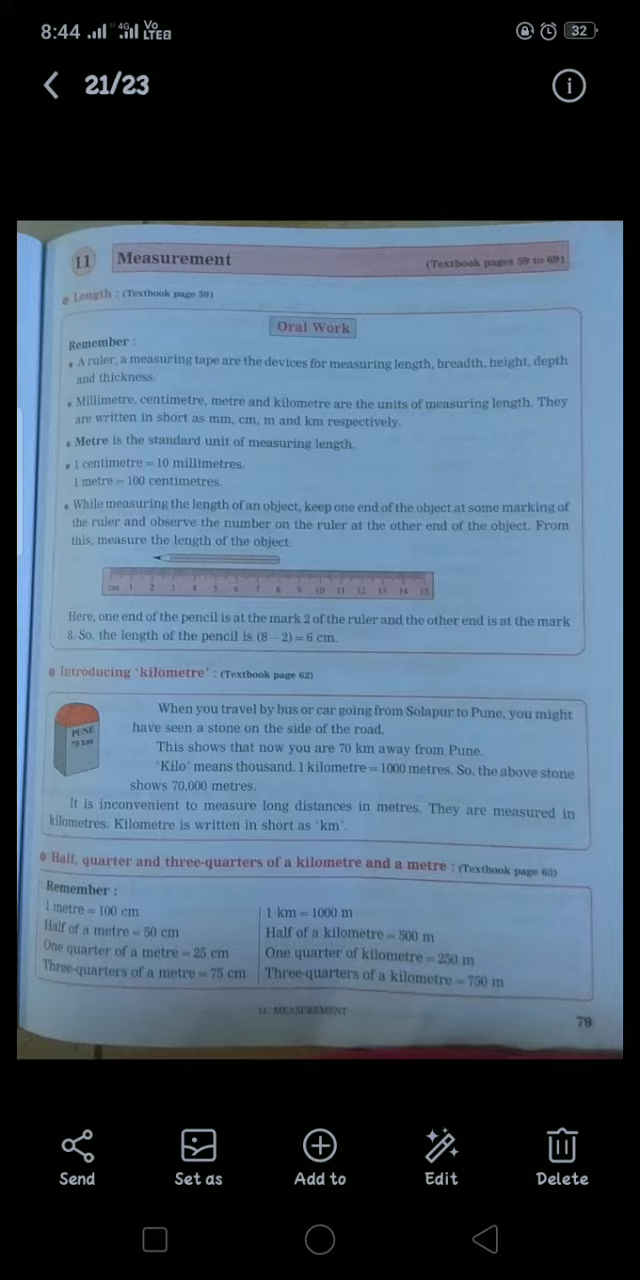 8:44
4G
Vo
LTE2
32
21/23
11
Measurement
(Textbook pages 59 to 69)
Length : (Textbook page 59)
Oral Work
Remember :
• A ruler, a measuring tape are the devices for measuring length, breadth, height, depth
and thickness.
• Millimetre, centimetre, metre and kilometre are the units of measuring length. They
are written in short as mm, cm, m and km respectively.
• Metre is the standard unit of measuring length.
• 1 centimetre = 10 millimetres.
1 metre = 100 centimetres.
• While measuring the length of an object, keep one end of the object at some marking of
the ruler and observe the number on the ruler at the other end of the object. From
this, measure the length of the object.
cm 1 2 3 4 5 6 7 8 9 10 11 12 13 14 15
Here, one end of the pencil is at the mark 2 of the ruler and the other end is at the mark
8. So, the length of the pencil is (8 – 2) = 6 cm.
Introducing 'kilometre' : (Textbook page 62)
PUNE
70 km
When you travel by bus or car going from Solapur to Pune, you might
have seen a stone on the side of the road.
This shows that now you are 70 km away from Pune.
'Kilo' means thousand. 1 kilometre = 1000 metres. So, the above stone
shows 70,000 metres.
It is inconvenient to measure long distances in metres. They are measured in
kilometres. Kilometre is written in short as 'km'.
Half, quarter and three-quarters of a kilometre and a metre : (Textbook page 63)
Remember :
1 metre = 100 cm
Half of a metre = 50 cm
One quarter of a metre = 25 cm
Three-quarters of a metre = 75 cm
1 km = 1000 m
Half of a kilometre = 500 m
One quarter of kilometre = 250 m
Three-quarters of a kilometre = 750 m
11. MEASUREMENT
79
Send
Set as
Add to
Edit
Delete